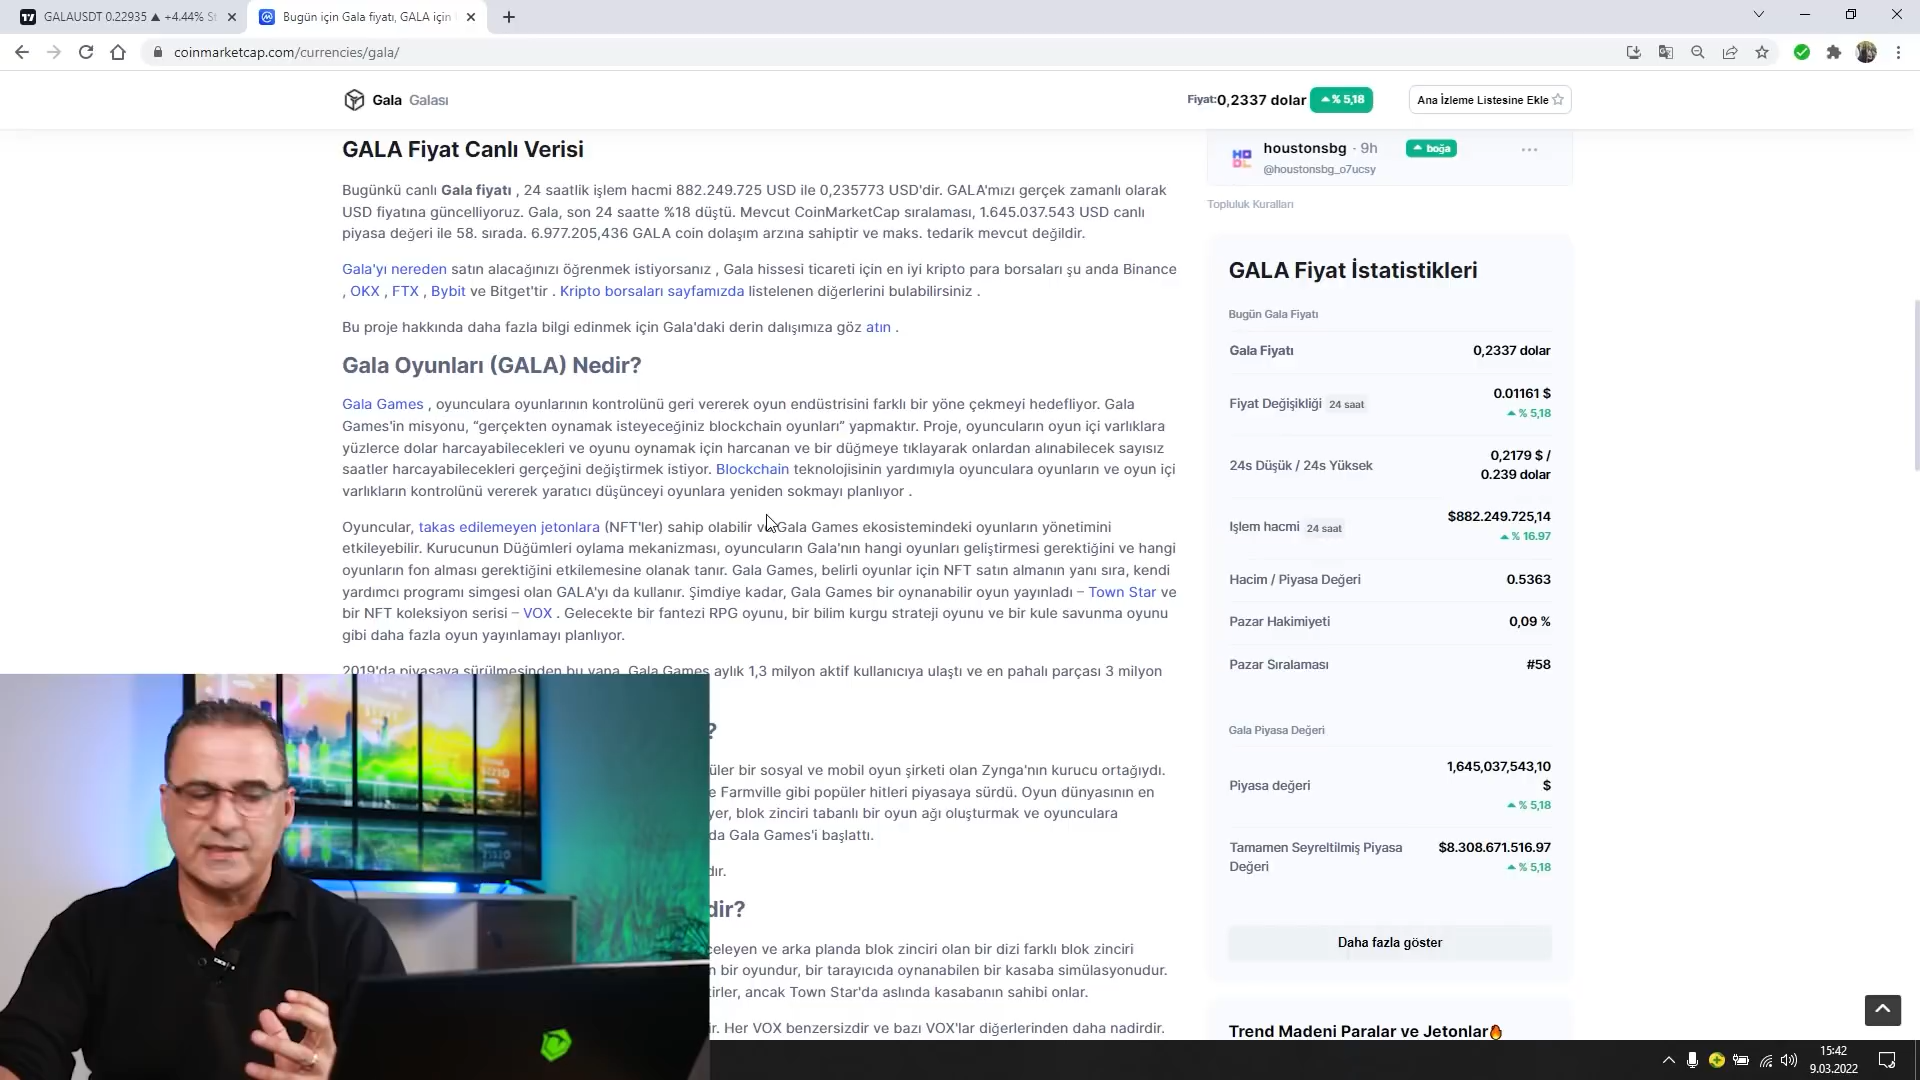 GALAUSDT 0.22935 ▲ +4.44%
Bugün için Gala fiyatı, GALA için
coinmarketcap.com/currencies/gala/
Gala Galası
Fiyat:0,2337 dolar % 5,18
Ana İzleme Listesine Ekle
GALA Fiyat Canlı Verisi
Bugünkü canlı Gala fiyatı , 24 saatlik işlem hacmi 882.249.725 USD ile 0,235773 USD'dir. GALA'mızı gerçek zamanlı olarak
USD fiyatına güncelliyoruz. Gala, son 24 saatte %18 düştü. Mevcut CoinMarketCap sıralaması, 1.645.037.543 USD canlı
piyasa değeri ile 58. sırada. 6.977.205,436 GALA coin dolaşım arzına sahiptir ve maks. tedarik mevcut değildir.
Gala'yı nereden satın alacağınızı öğrenmek istiyorsanız , Gala hissesi ticareti için en iyi kripto para borsaları şu anda Binance
, OKX , FTX , Bybit ve Bitget'tir . Kripto borsaları sayfamızda listelenen diğerlerini bulabilirsiniz .
Bu proje hakkında daha fazla bilgi edinmek için Gala'daki derin dalışımıza göz atın .
Gala Oyunları (GALA) Nedir?
Gala Games , oyunculara oyunlarının kontrolünü geri vererek oyun endüstrisini farklı bir yöne çekmeyi hedefliyor. Gala
Games'in misyonu, “gerçekten oynamak isteyeceğiniz blockchain oyunları” yapmaktır. Proje, oyuncuların oyun içi varlıklara
yüzlerce dolar harcayabilecekleri ve oyunu oynamak için harcanan ve bir düğmeye tıklayarak onlardan alınabilecek sayısız
saatler harcayabilecekleri gerçeğini değiştirmek istiyor. Blockchain teknolojisinin yardımıyla oyunculara oyunların ve oyun içi
varlıkların kontrolünü vererek yaratıcı düşünceyi oyunlara yeniden sokmayı planlıyor .
Oyuncular, takas edilemeyen jetonlara (NFT'ler) sahip olabilir ve Gala Games ekosistemindeki oyunların yönetimini
etkileyebilir. Kurucunun Düğümleri oylama mekanizması, oyuncuların Gala'nın hangi oyunları geliştirmesi gerektiğini ve hangi
oyunların fon alması gerektiğini etkilemesine olanak tanır. Gala Games, belirli oyunlar için NFT satın almanın yanı sıra, kendi
yardımcı programı simgesi olan GALA'yı da kullanır. Şimdiye kadar, Gala Games bir oynanabilir oyun yayınladı – Town Star ve
bir NFT koleksiyon serisi – VOX . Gelecekte bir fantezi RPG oyunu, bir bilim kurgu strateji oyunu ve bir kule savunma oyunu
gibi daha fazla oyun yayınlamayı planlıyor.
2019'da piyasaya sürülmesinden bu yana, Gala Games aylık 1,3 milyon aktif kullanıcıya ulaştı ve en pahalı parçası 3 milyon
?
üler bir sosyal ve mobil oyun şirketi olan Zynga'nın kurucu ortağıydı.
e Farmville gibi popüler hitleri piyasaya sürdü. Oyun dünyasının en
yer, blok zinciri tabanlı bir oyun ağı oluşturmak ve oyunculara
da Gala Games'i başlattı.
dır.
dir?
celeyen ve arka planda blok zinciri olan bir dizi farklı blok zinciri
n bir oyundur, bir tarayıcıda oynanabilen bir kasaba simülasyonudur.
tirler, ancak Town Star'da aslında kasabanın sahibi onlar.
ir. Her VOX benzersizdir ve bazı VOX'lar diğerlerinden daha nadirdir.
houstonsbg · 9h boğa
@houstonsbg_o7ucsy
Topluluk Kuralları
GALA Fiyat İstatistikleri
Bugün Gala Fiyatı
Gala Fiyatı 0,2337 dolar
Fiyat Değişikliği 24 saat 0.01161 $
% 5,18
24s Düşük / 24s Yüksek 0,2179 $ /
0.239 dolar
Işlem hacmi 24 saat $882.249.725,14
% 16.97
Hacim / Piyasa Değeri 0.5363
Pazar Hakimiyeti 0,09 %
Pazar Sıralaması #58
Gala Piyasa Değeri
Piyasa değeri 1,645,037,543,10
$
% 5,18
Tamamen Seyreltilmiş Piyasa
Değeri $8.308.671.516.97
% 5,18
Daha fazla göster
Trend Madeni Paralar ve Jetonlar🔥
15:42
9.03.2022